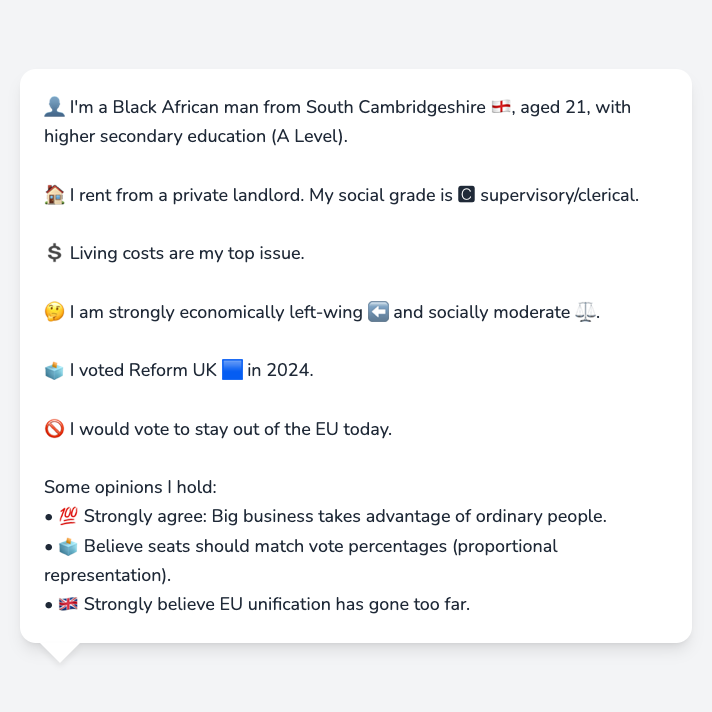 👤 I'm a Black African man from South Cambridgeshire 🏴󠁧󠁢󠁥󠁮󠁧󠁿, aged 21, with
higher secondary education (A Level).
🏠 I rent from a private landlord. My social grade is 🅲 supervisory/clerical.
💲 Living costs are my top issue.
🤔 I am strongly economically left-wing ⬅️ and socially moderate ⚖️.
🗳️ I voted Reform UK 🟦 in 2024.
🚫 I would vote to stay out of the EU today.
Some opinions I hold:
• 💯 Strongly agree: Big business takes advantage of ordinary people.
• 🗳️ Believe seats should match vote percentages (proportional
representation).
• 🇬🇧 Strongly believe EU unification has gone too far.